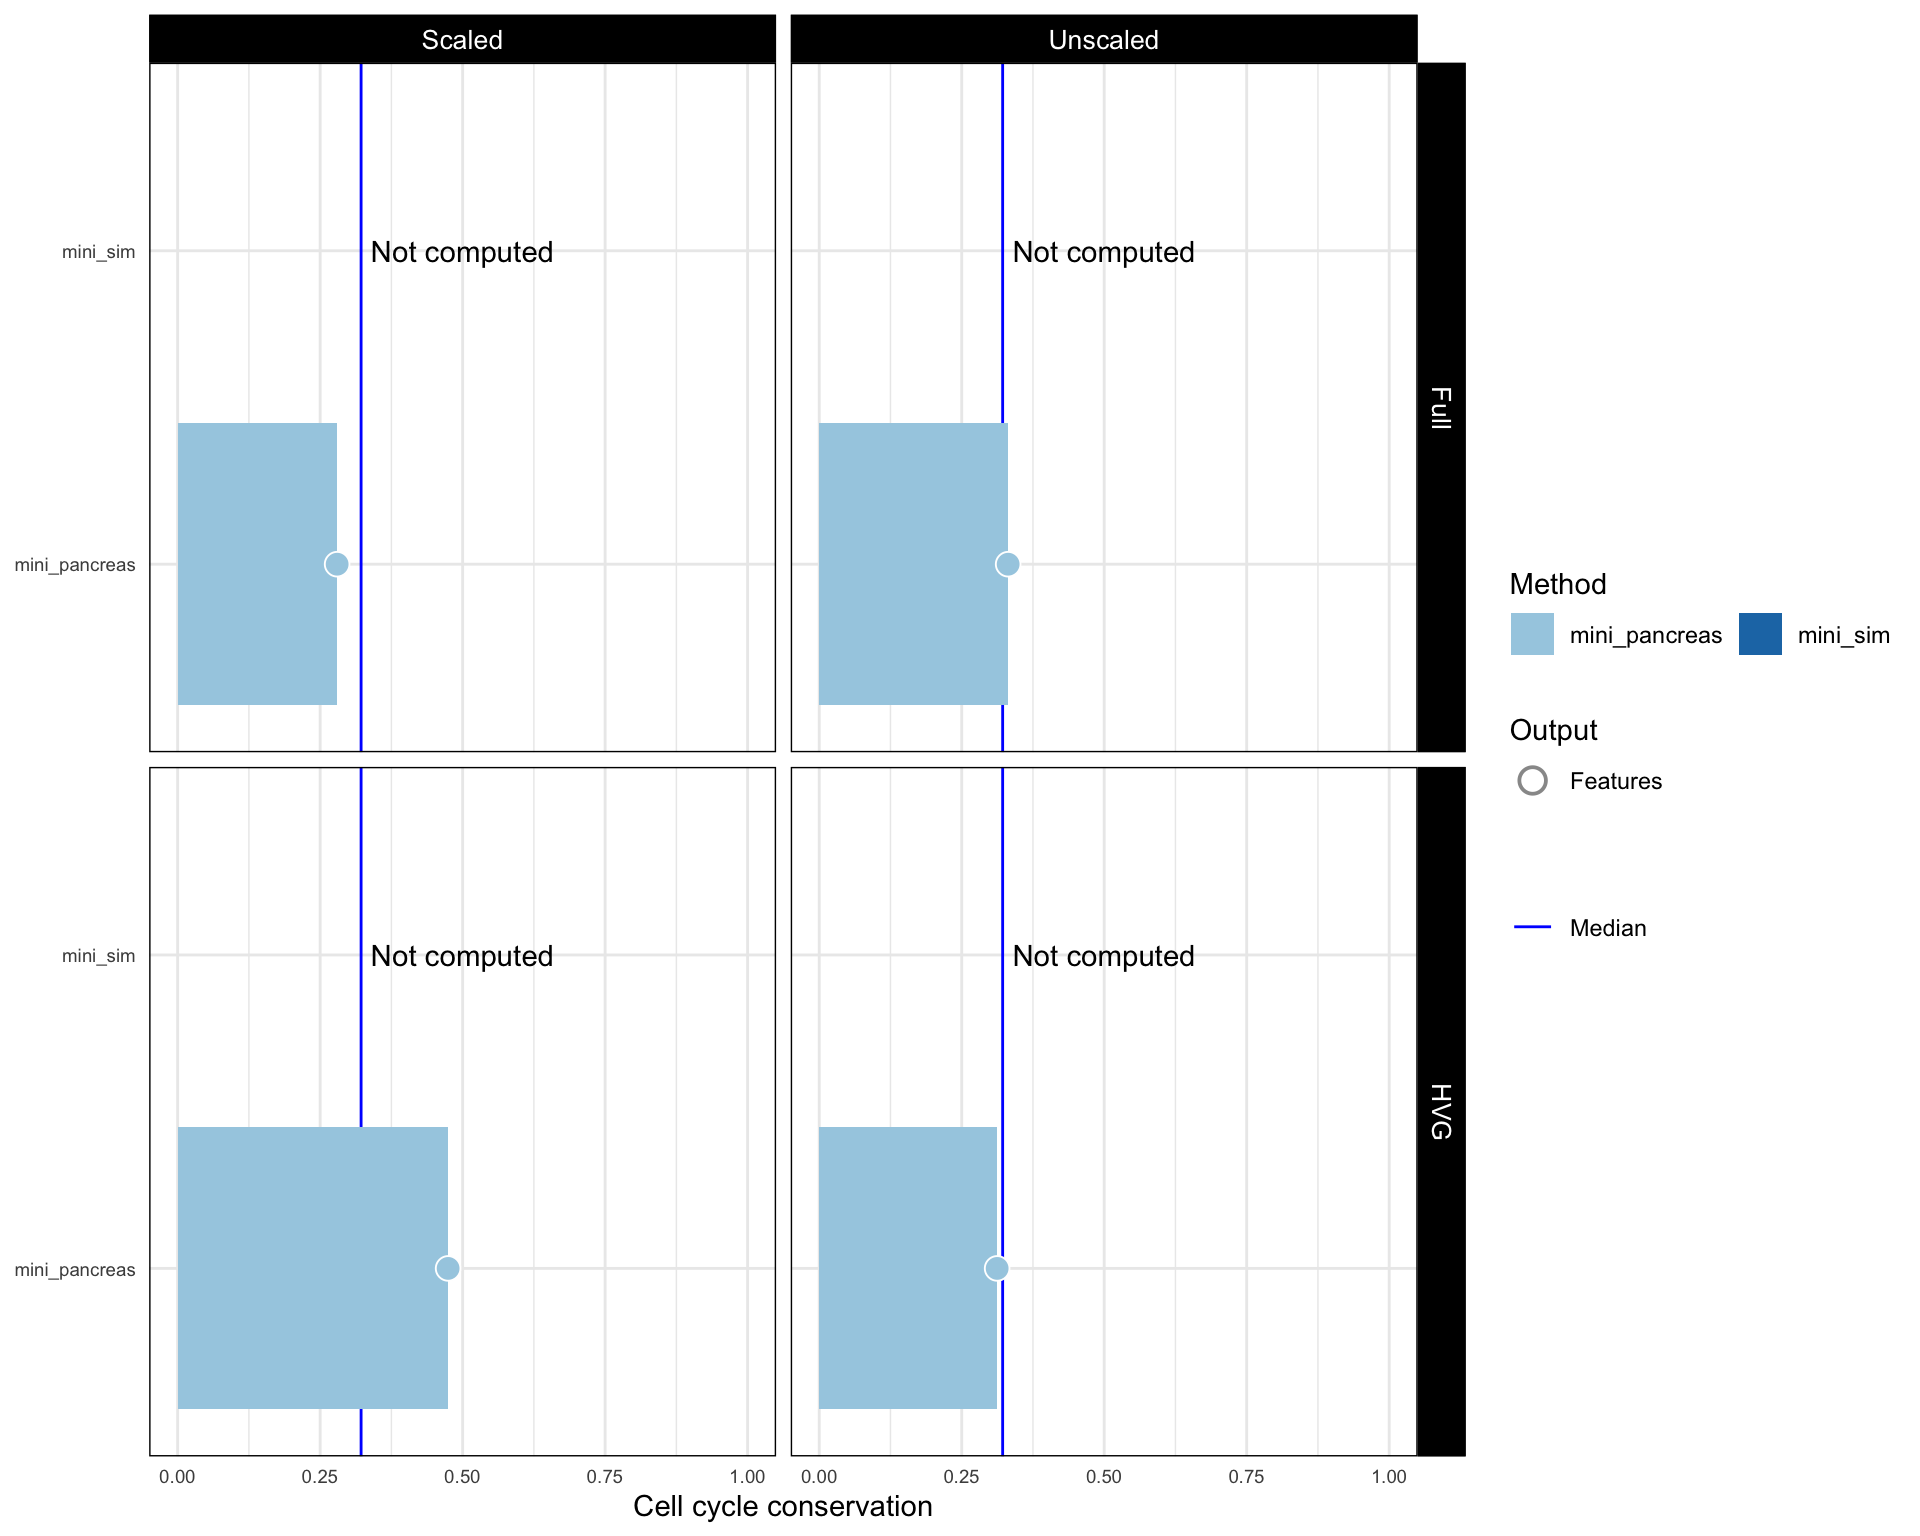 Scaled
Unscaled
mini_sim
Not computed
Not computed
mini_pancreas
Full
mini_sim
Not computed
Not computed
mini_pancreas
HVG
0.00 0.25 0.50 0.75 1.00
0.00 0.25 0.50 0.75 1.00
Cell cycle conservation
Method
mini_pancreas
mini_sim
Output
Features
Median